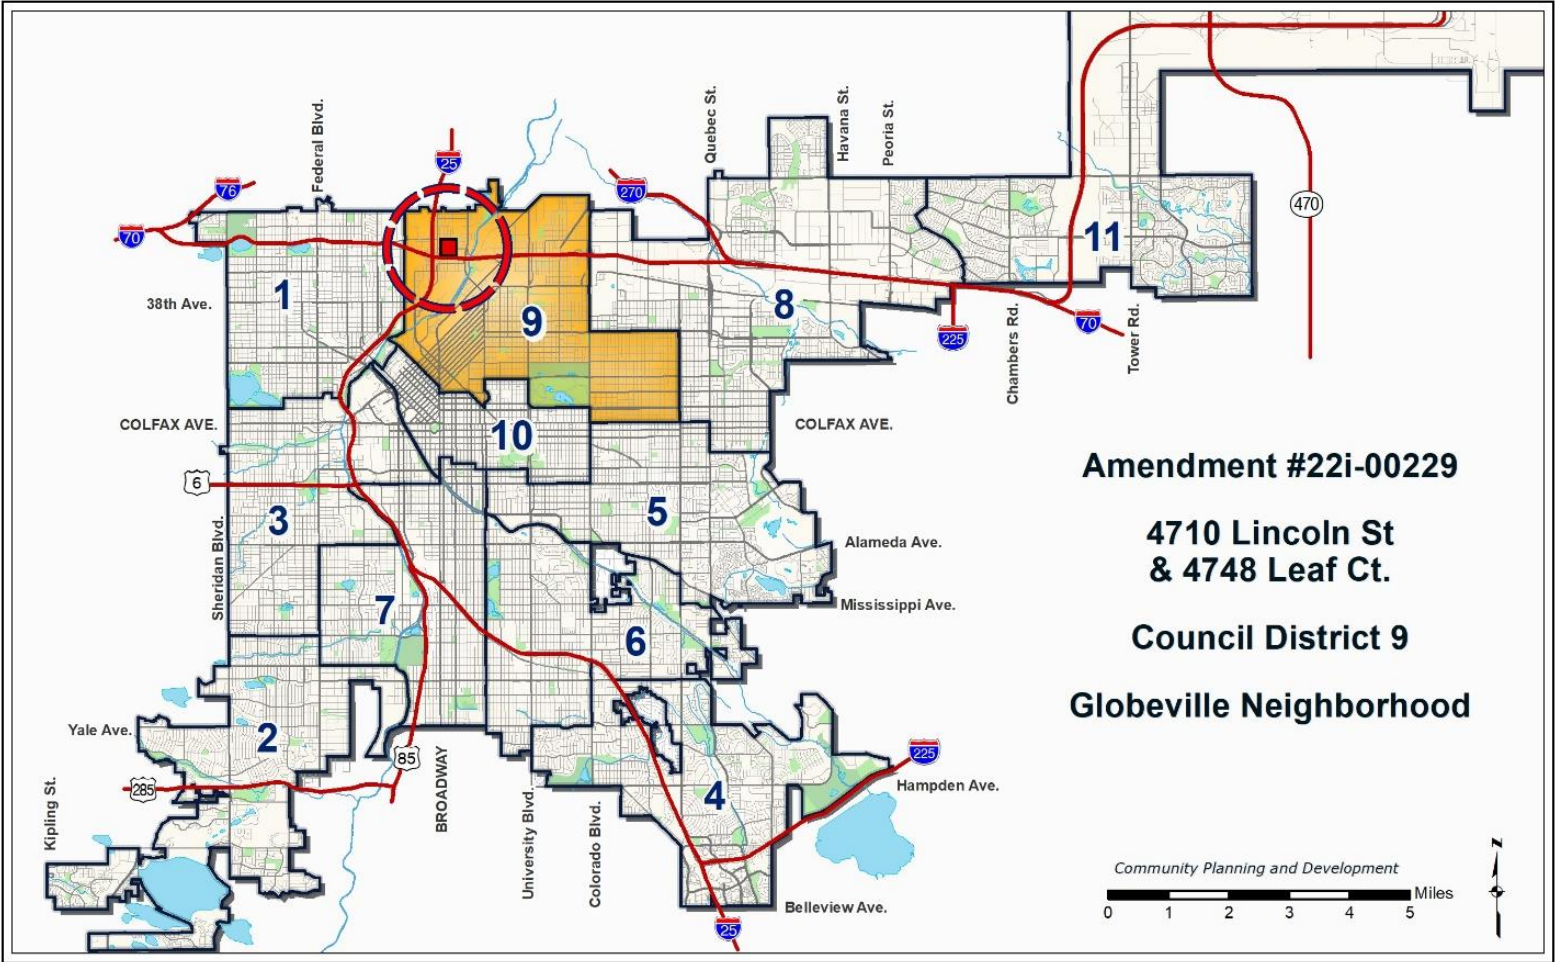 Federal Blvd.
Quebec St.
Havana St.
Peoria St.
25
76
270
70
470
11
1
38th Ave.
8
9
225
70
Chambers Rd.
Tower Rd.
COLFAX AVE.
COLFAX AVE.
10
6
3
5
Sheridan Blvd.
Alameda Ave.
Mississippi Ave.
7
6
Yale Ave.
2
85
225
285
Kipling St.
BROADWAY
University Blvd.
Colorado Blvd.
4
Hampden Ave.
Belleview Ave.
25
Amendment #22i-00229
4710 Lincoln St
& 4748 Leaf Ct.
Council District 9
Globeville Neighborhood
Community Planning and Development
Miles
0 1 2 3 4 5
N